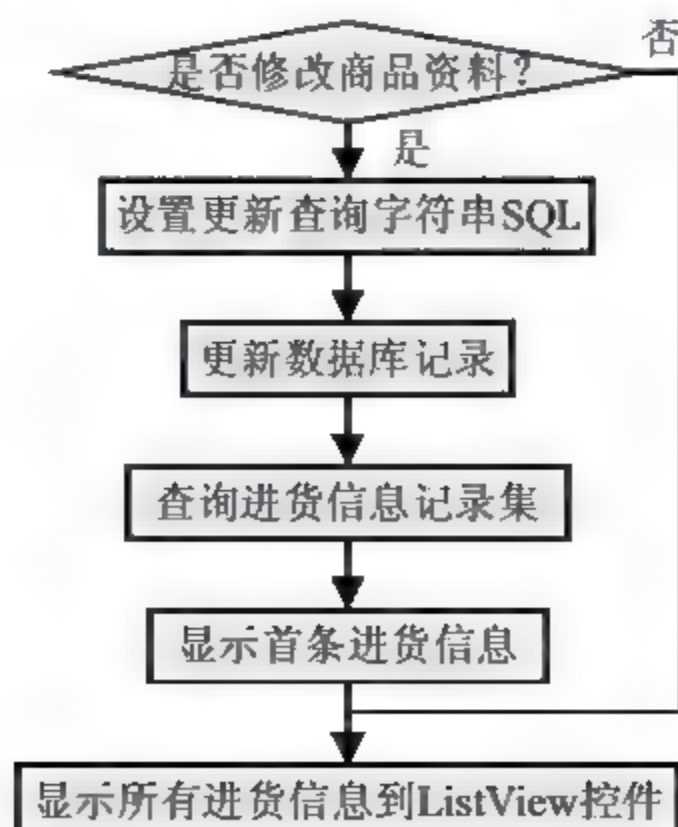 否
是否修改商品资料?
是
设置更新查询字符串SQL
更新数据库记录
查询进货信息记录集
显示首条进货信息
显示所有进货信息到ListView控件